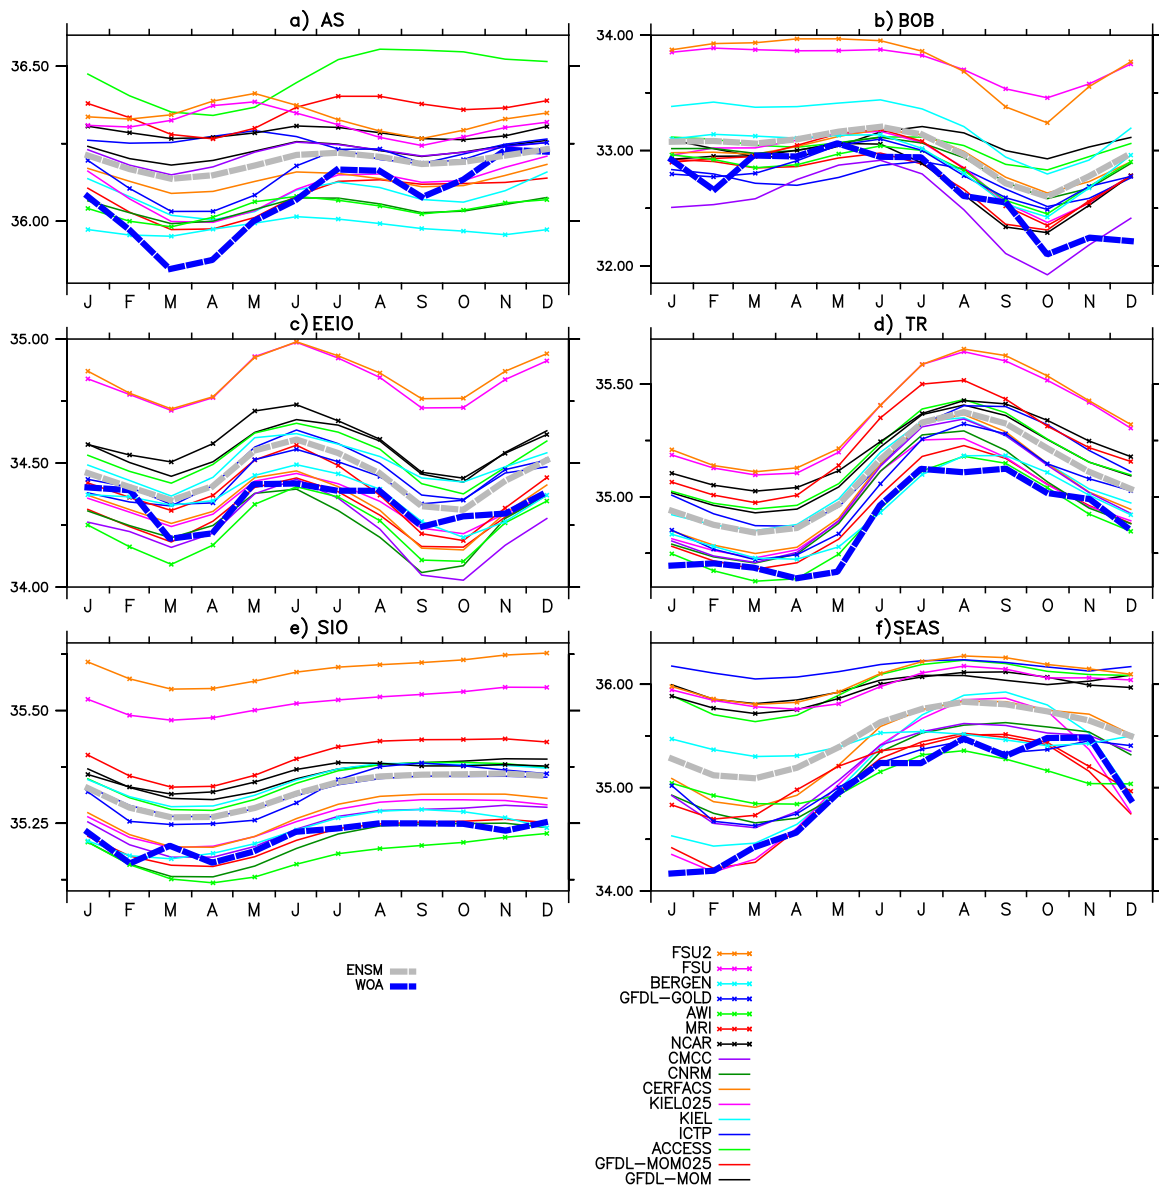 a) AS
36.50
36.00
J F M A M J J A S O N D
b) BOB
34.00
33.00
32.00
J F M A M J J A S O N D
c) EEIO
35.00
34.50
34.00
J F M A M J J A S O N D
d) TR
35.50
35.00
J F M A M J J A S O N D
e) SIO
35.50
35.25
J F M A M J J A S O N D
f) SEAS
36.00
35.00
34.00
J F M A M J J A S O N D
ENSM
WOA
FSU2
FSU
BERGEN
GFDL-GOLD
AWI
MRI
NCAR
CMCC
CNRM
CERFACS
KIEL025
KIEL
ICTP
ACCESS
GFDL-MOM025
GFDL-MOM